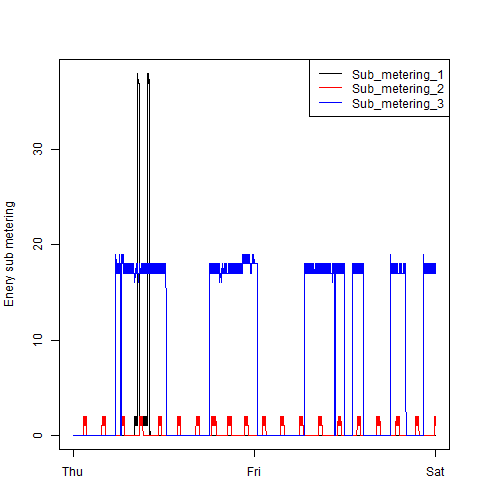 Sub_metering_1
Sub_metering_2
Sub_metering_3
Enery sub metering
30
20
10
0
Thu Fri Sat